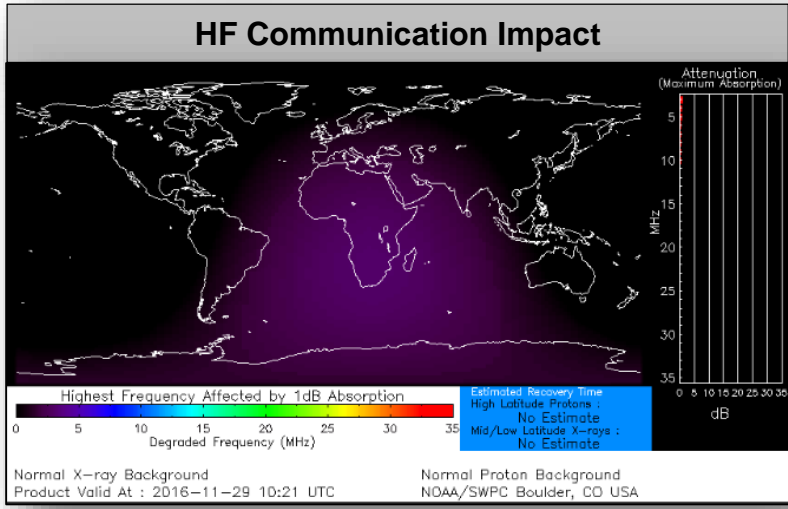 HF Communication Impact
Attenuation
(Maximum Absorption)
5
10
15
20
25
30
35
MHz
0 5 10 15 20 25 30 35
dB
Highest Frequency Affected by 1dB Absorption
0 5 10 15 20 25 30 35
Degraded Frequency (MHz)
Estimated Recovery Time
High Latitude Protons :
No Estimate
Mid/Low Latitude X-rays :
No Estimate
Normal X-ray Background
Product Valid At : 2016-11-29 10:21 UTC
Normal Proton Background
NOAA/SWPC Boulder, CO USA